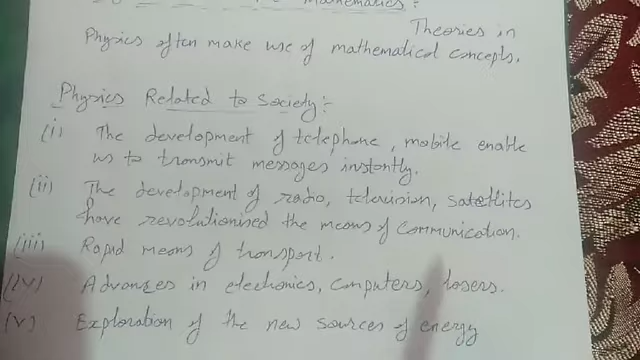 Mathematics :-
Theories in
Physics often make use of mathematical concepts.
Physics Related to Society :-
(i) The development of telephone, mobile enable
us to transmit messages instantly.
(ii) The development of radio, television, satellites
have revolutionised the means of communication.
(iii) Rapid means of transport.
(iv) Advances in electronics, computers, lasers.
(v) Exploration of the new sources of energy